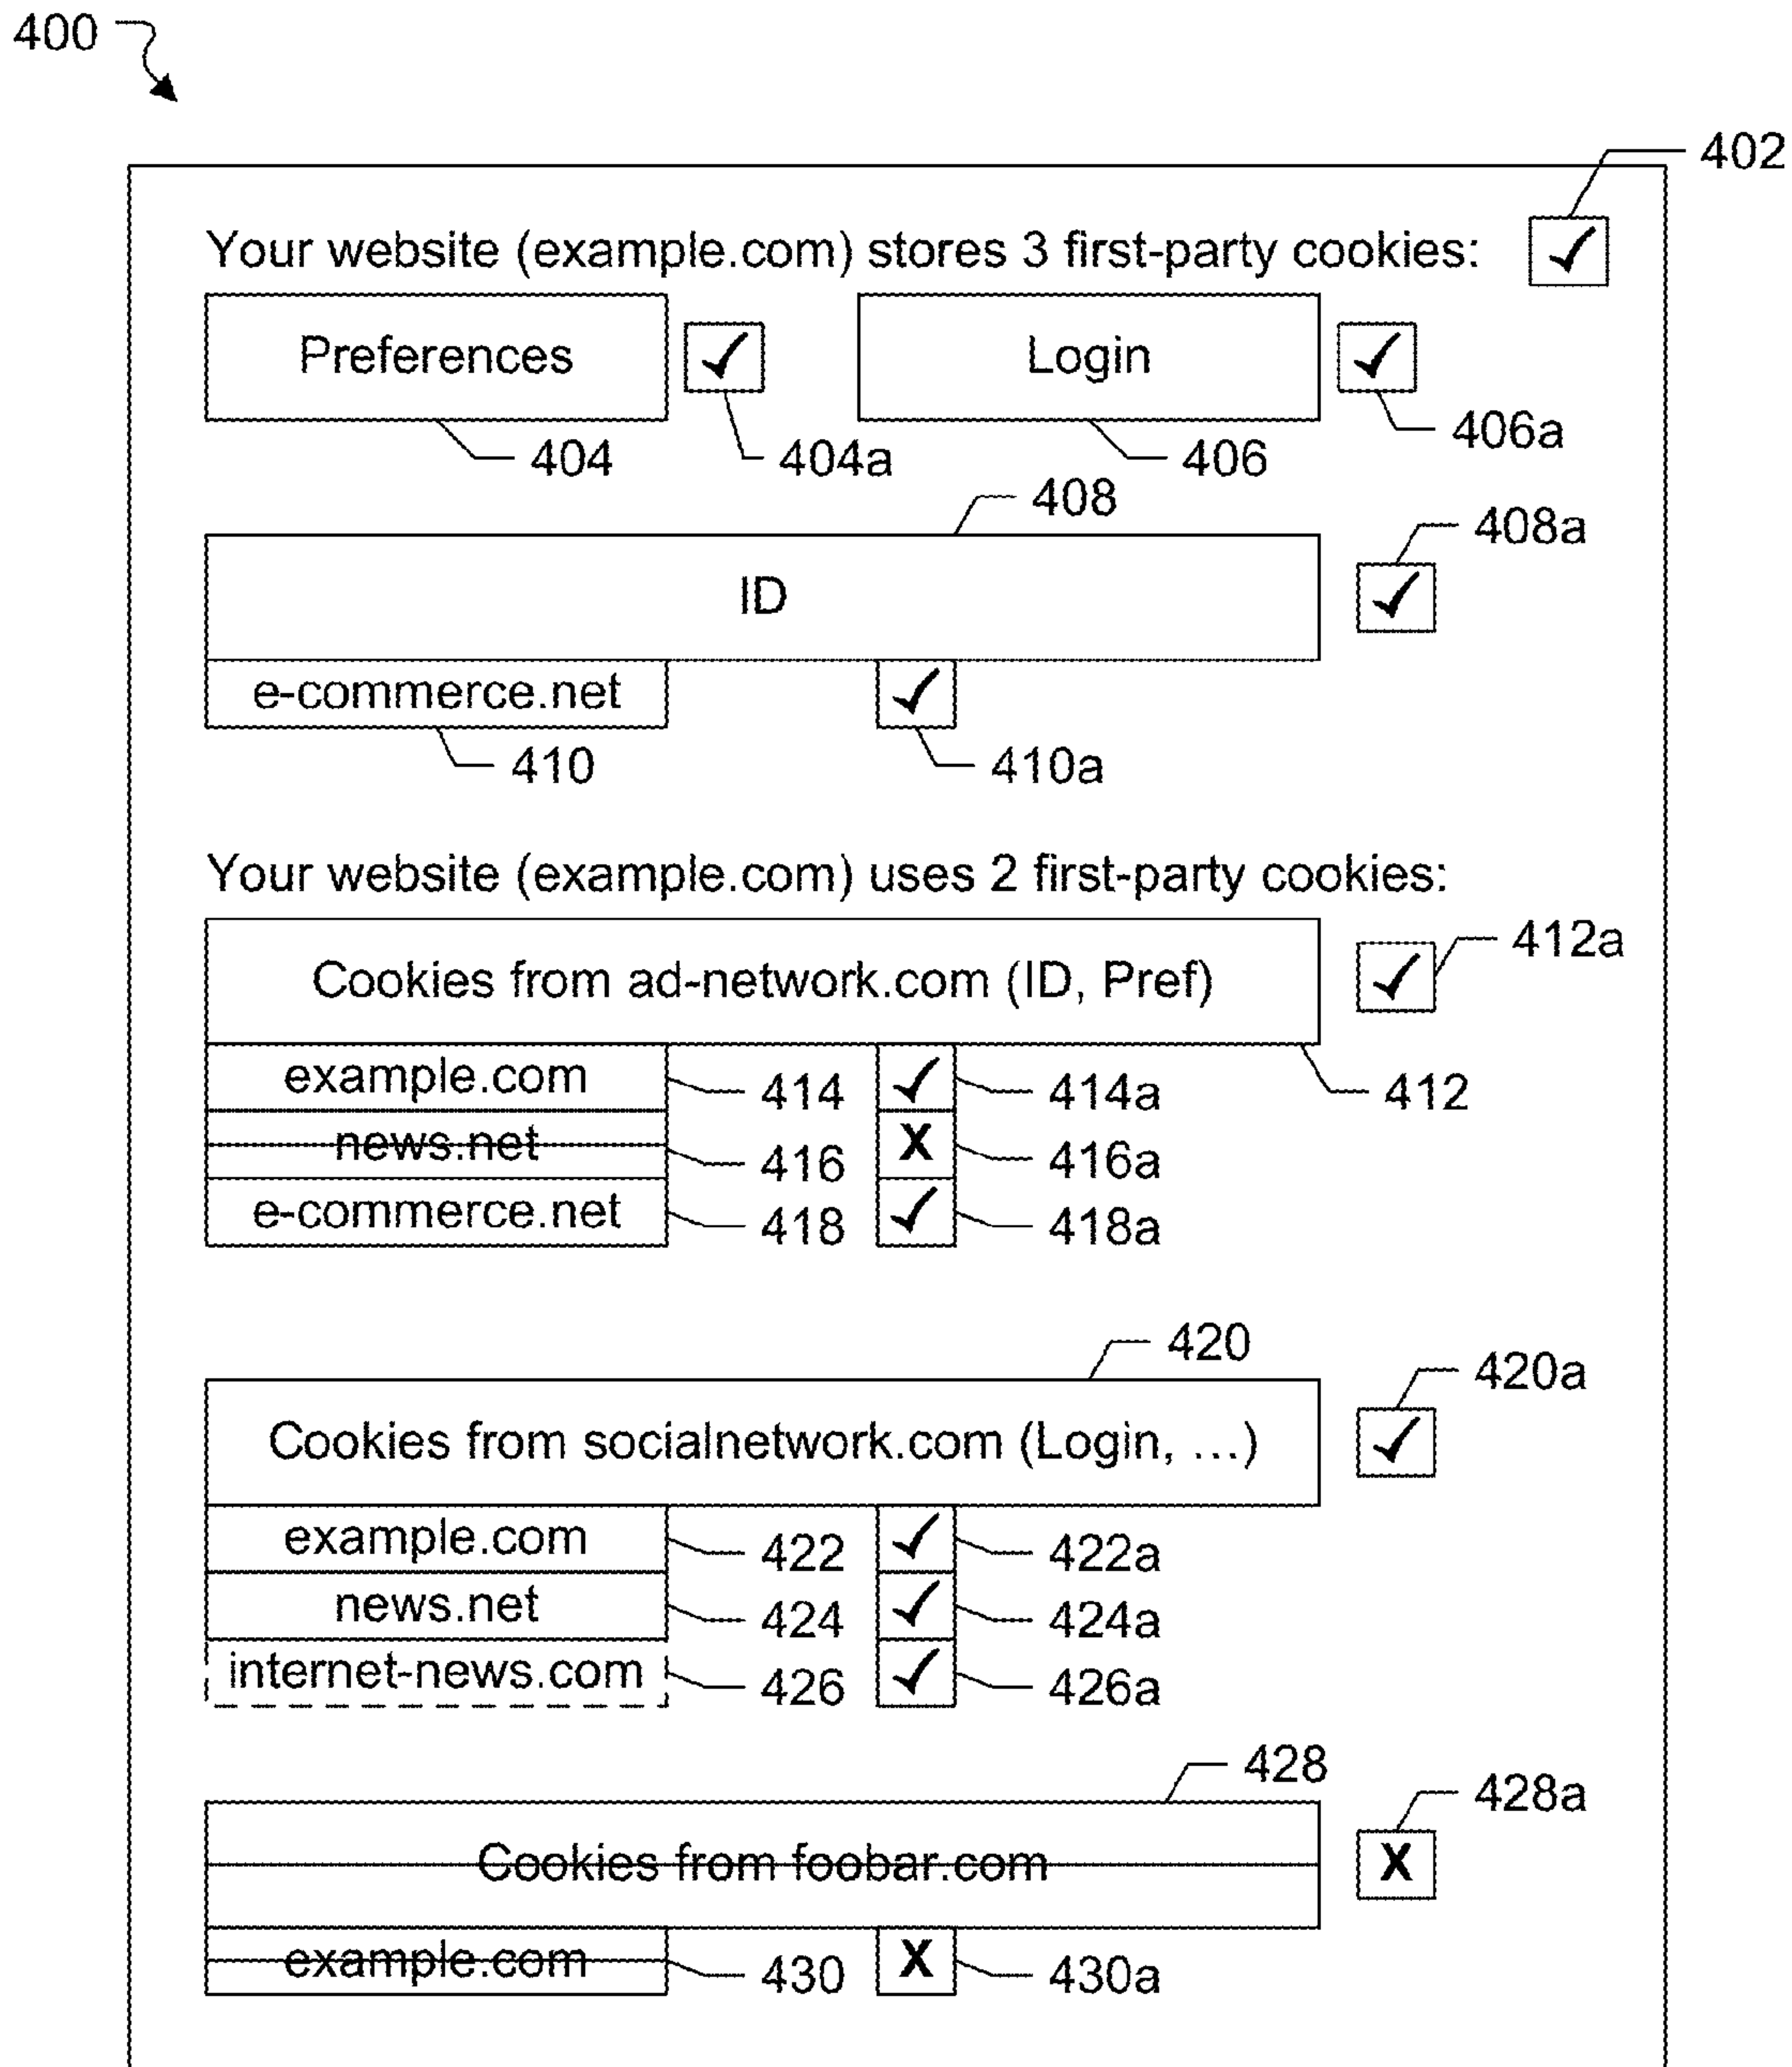 400
402
Your website (example.com) stores 3 first-party cookies: ✓
Preferences ✓ Login ✓
404 404a 406 406a
408 408a
ID ✓
e-commerce.net ✓
410 410a
Your website (example.com) uses 2 first-party cookies:
Cookies from ad-network.com (ID, Pref) ✓ 412a
example.com 414 ✓ 414a 412
news.net 416 X 416a
e-commerce.net 418 ✓ 418a
420 420a
Cookies from socialnetwork.com (Login, ...) ✓
example.com 422 ✓ 422a
news.net 424 ✓ 424a
internet-news.com 426 ✓ 426a
428 428a
Cookies from foobar.com X
example.com 430 X 430a